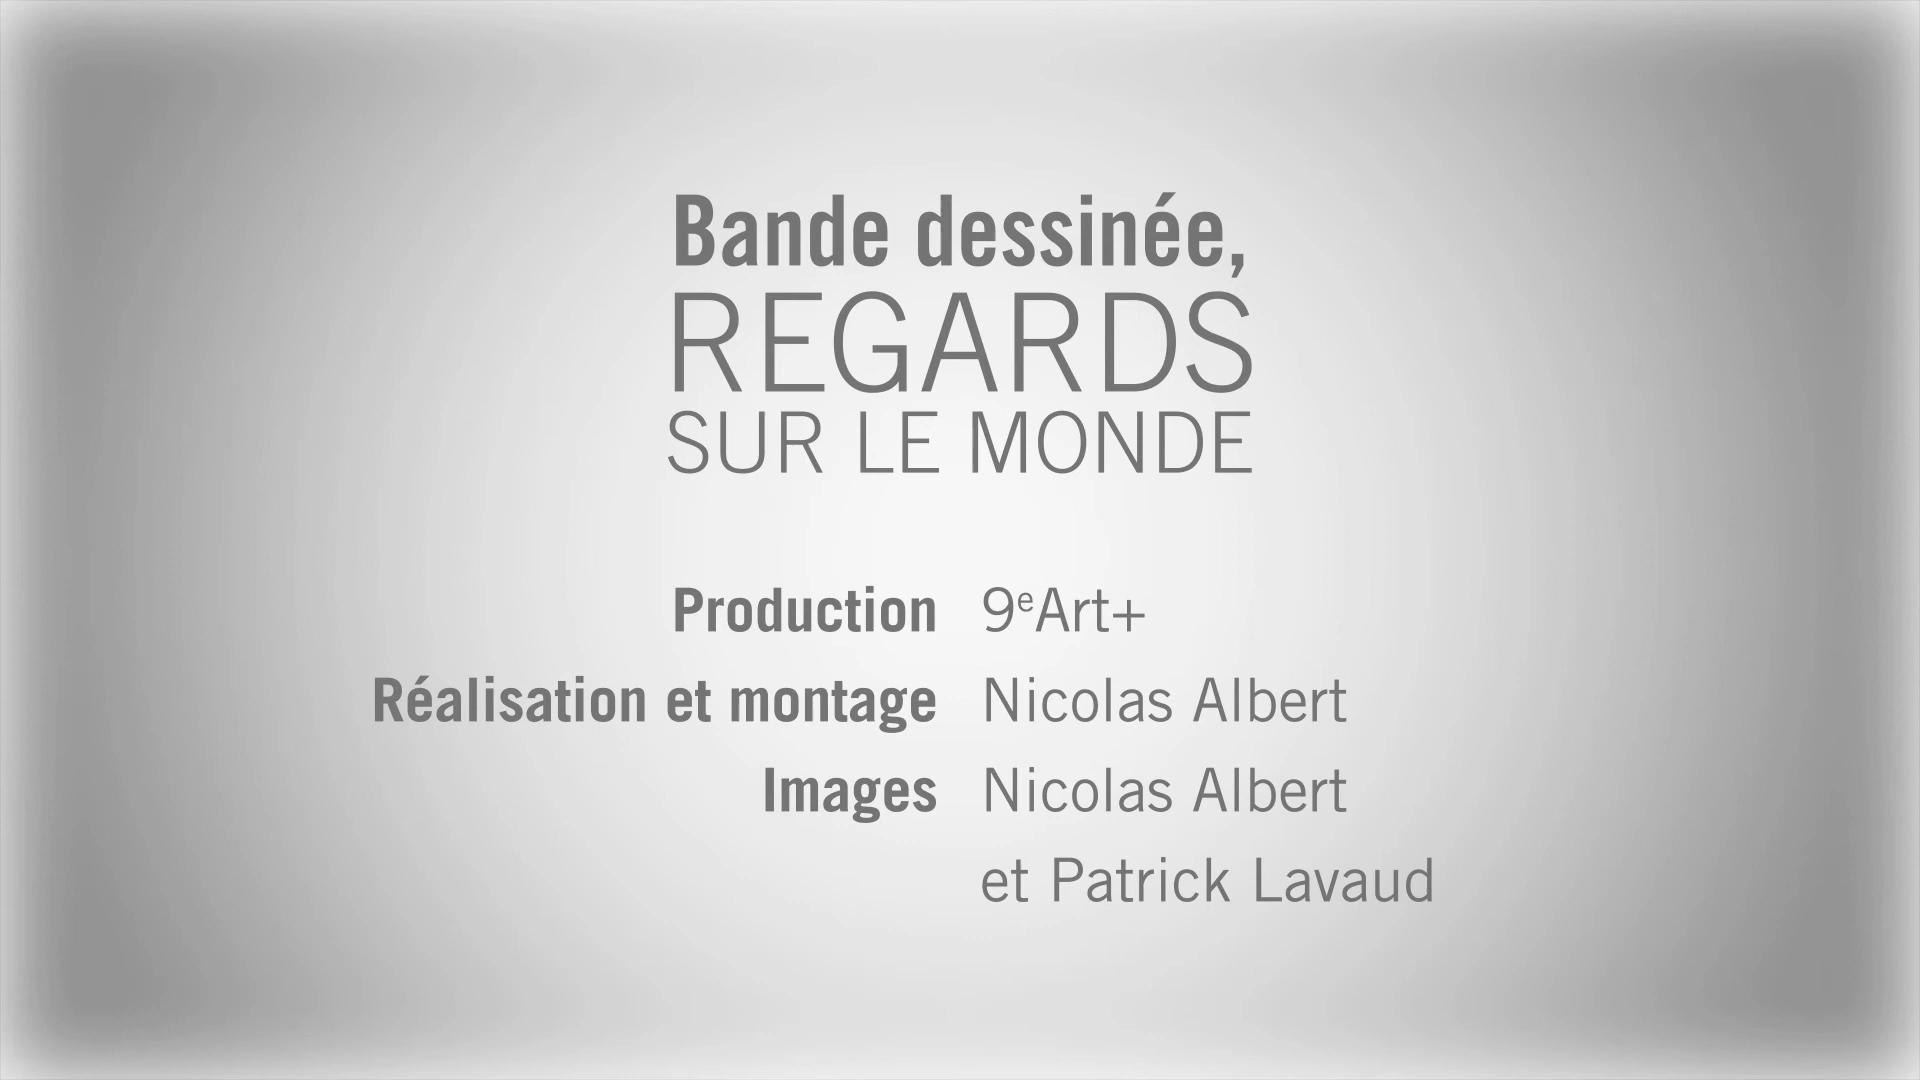 Bande dessinée,
REGARDS
SUR LE MONDE
Production 9eArt+
Réalisation et montage Nicolas Albert
Images Nicolas Albert
et Patrick Lavaud